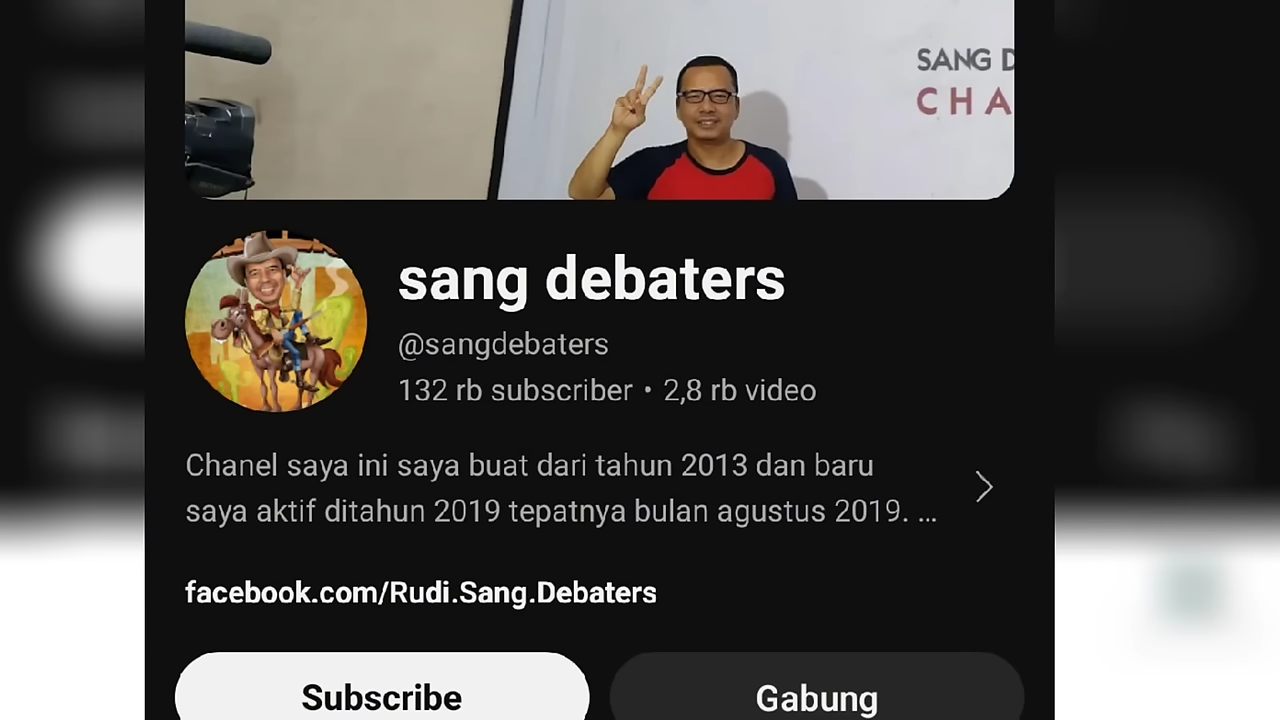 SANG D
CHA
sang debaters
@sangdebaters
132 rb subscriber • 2,8 rb video
Chanel saya ini saya buat dari tahun 2013 dan baru
saya aktif ditahun 2019 tepatnya bulan agustus 2019. ...
facebook.com/Rudi.Sang.Debaters
Subscribe
Gabung